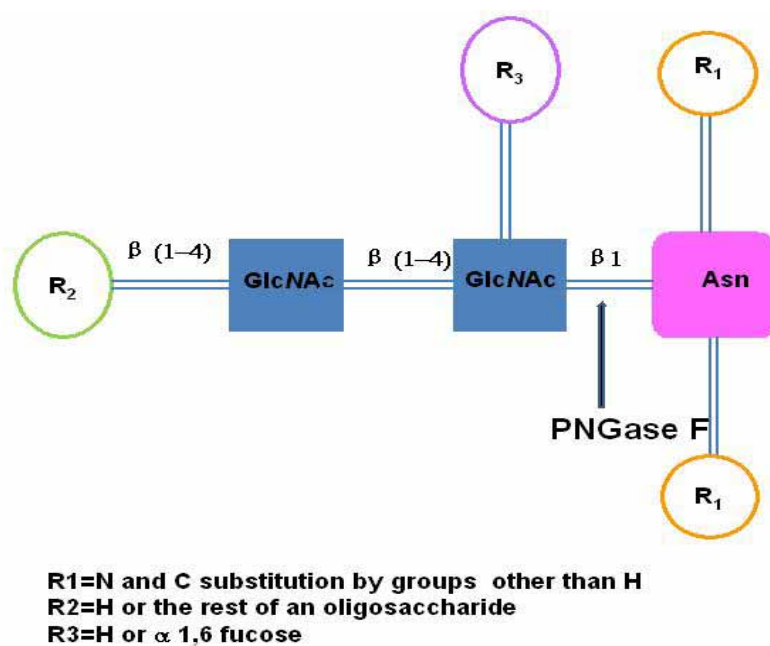 R₃
R₁
β (1–4)
β (1–4)
β 1
R₂
GlcNAc
GlcNAc
Asn
PNGase F
R₁
R1=N and C substitution by groups other than H
R2=H or the rest of an oligosaccharide
R3=H or α 1,6 fucose